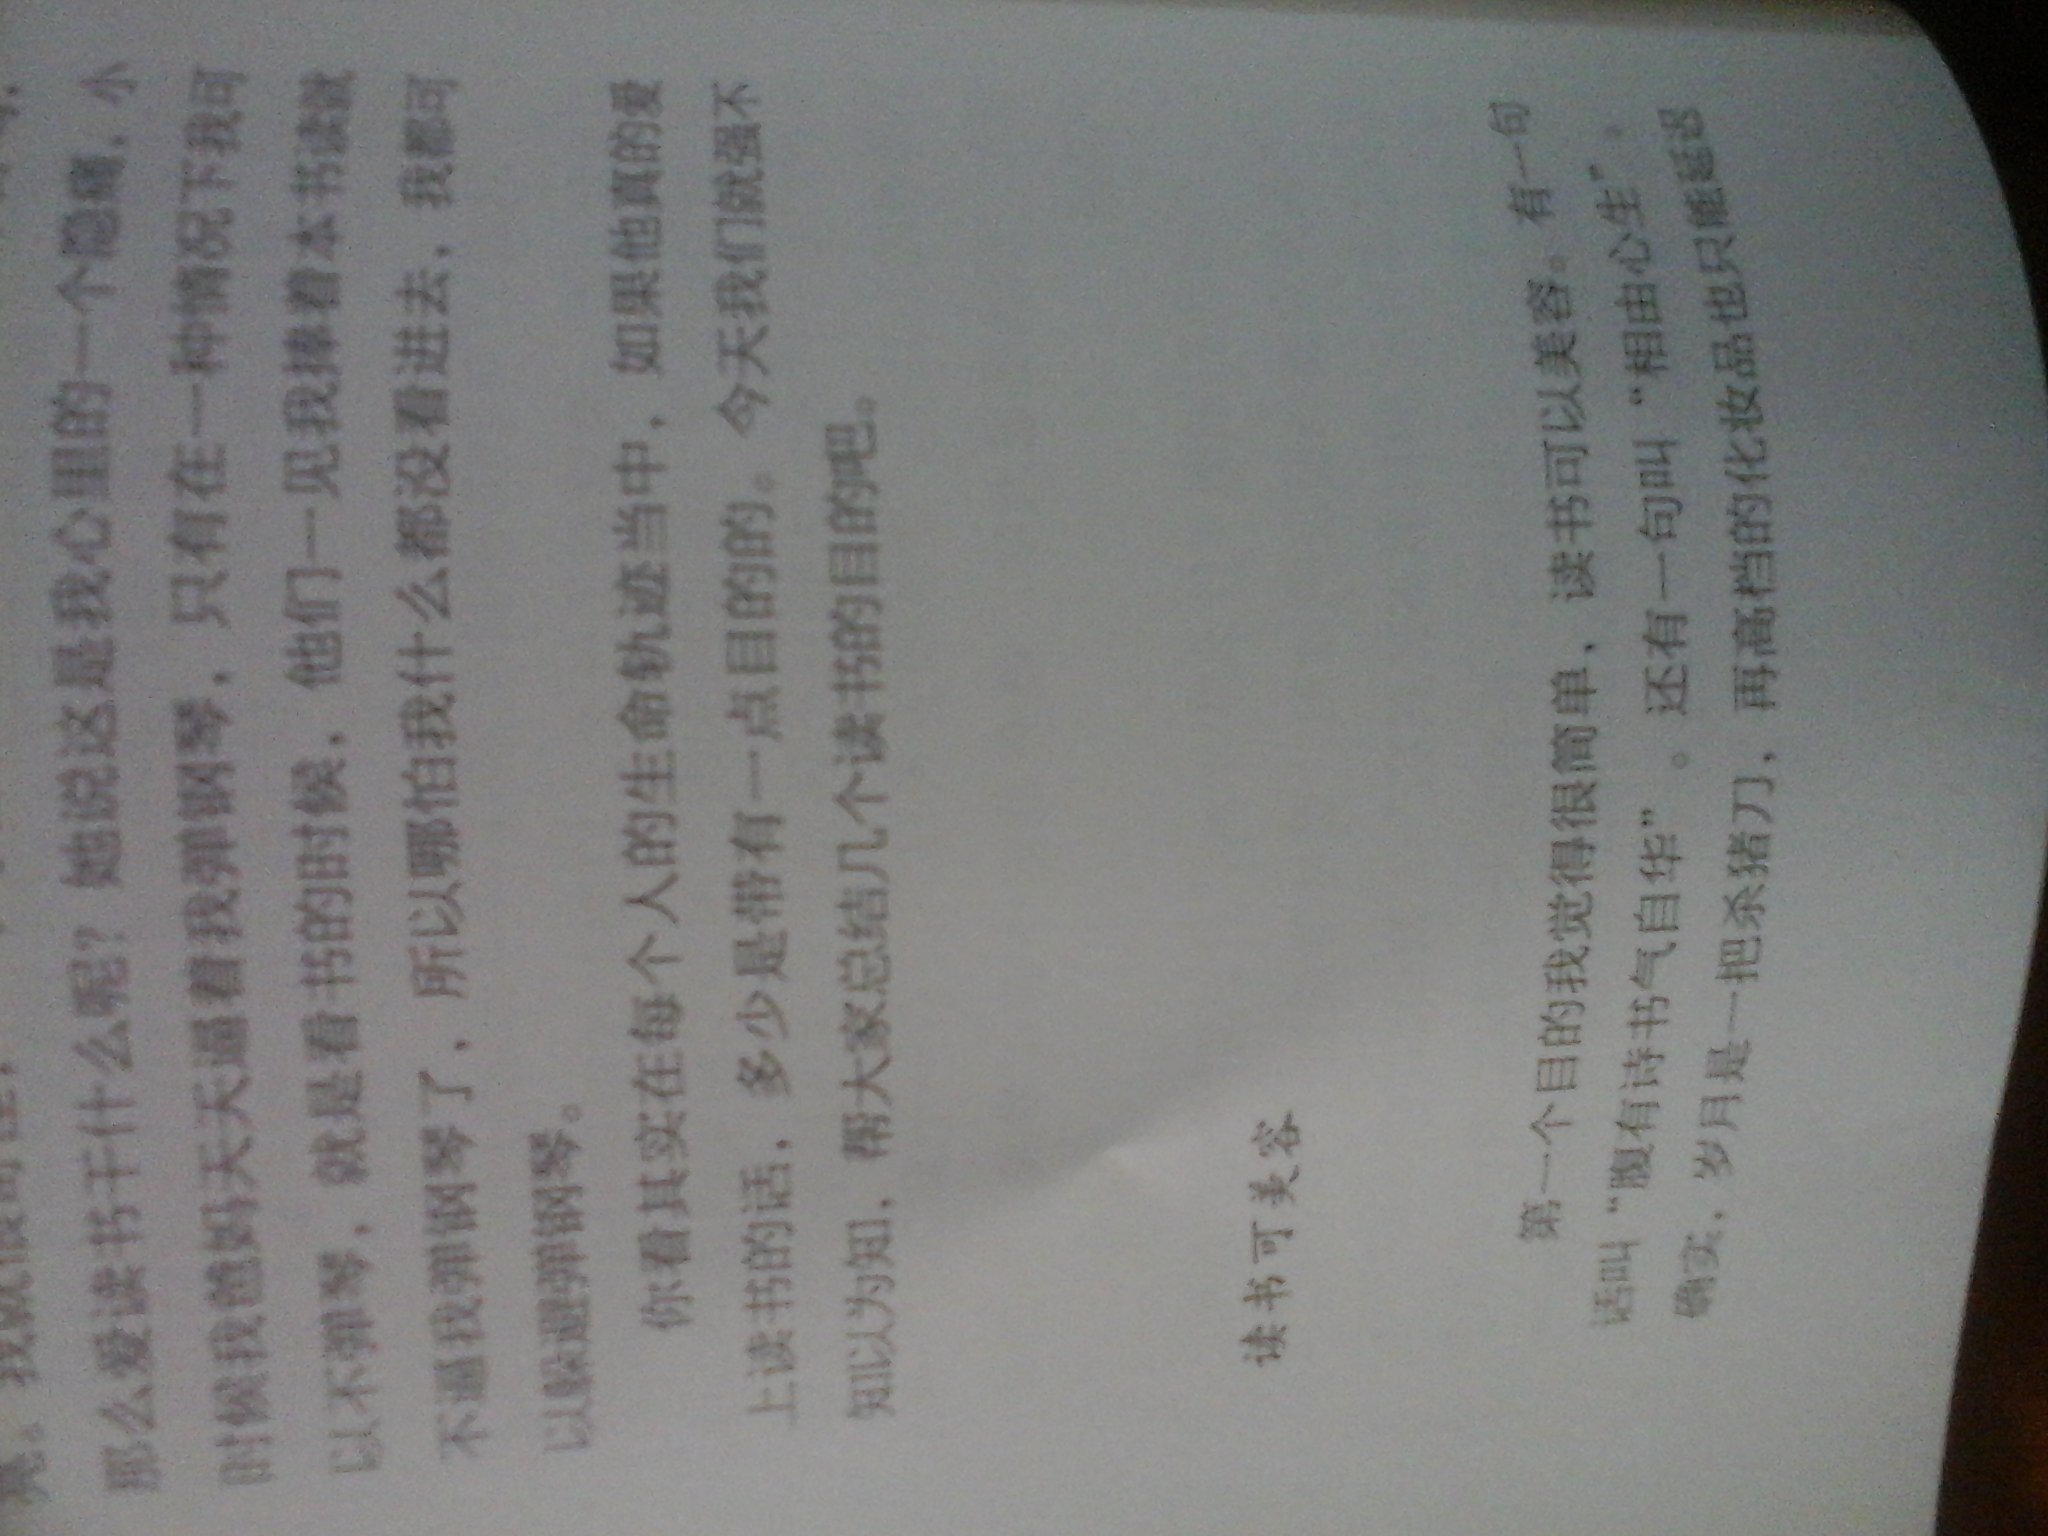 亮。我就很奇怪，
那么爱读书干什么呢？她说这是我心里的一个隐痛，小
时候我爸妈天天逼着我弹钢琴，只有在一种情况下我可
以不弹琴，就是看书的时候，他们一见我捧着本书读就
不逼我弹钢琴了，所以哪怕我什么都没看进去，我都可
以躲避弹钢琴。
你看其实在每个人的生命轨迹当中，如果他真的爱
上读书的话，多少是带有一点目的的。今天我们就强不
知以为知，帮大家总结几个读书的目的吧。
读书可美容
第一个目的我觉得很简单，读书可以美容。有一句
话叫“腹有诗书气自华”。还有一句叫“相由心生”。
确实，岁月是一把杀猪刀，再高档的化妆品也只能延迟